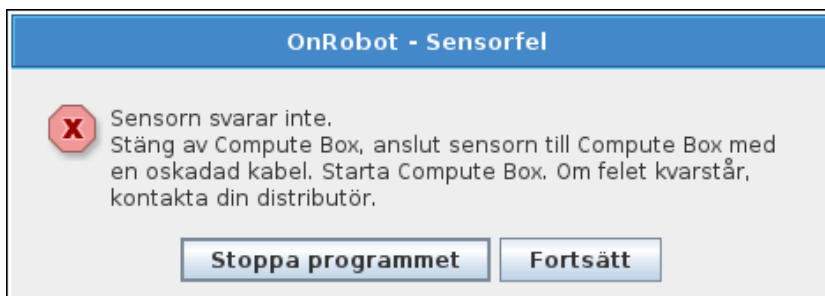 OnRobot - Sensorfel
Sensorn svarar inte.
Stäng av Compute Box, anslut sensorn till Compute Box med
en oskadad kabel. Starta Compute Box. Om felet kvarstår,
kontakta din distributör.
Stoppa programmet Fortsätt